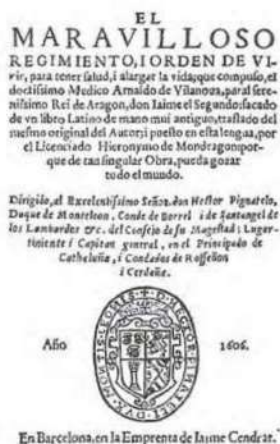 EL
MARAVILLOSO
REGIMIENTO, I ORDEN DE VI-
vir, para tener salud, i alargar la vida; que compuso, el
doctissimo Medico Arnaldo de Vilanova, para el sere-
nissimo Rei de Aragon, don Iaime el Segundo: sacado
de vn libro Latino de mano mui antiguo, traslado del
mesmo original del Autor; i puesto en esta lengua, por
el Licenciado Hieronymo de Mondragon: por-
que de tan singular Obra, pueda gozar
todo el mundo.
Dirigido, al Excelentissimo Señor don Hector Pignatelo,
Duque de Monteleon, Conde de Borrel i de Santangel de
los Lambardos &c. del Consejo de su Magestad; Lugar-
tiniente i Capitan general, en el Principado de
Cathaluña, i Condados de Rossellon
i Cerdaña.
Año 1606.
En Barcelona, en la Emprenta de Iaime Cendrat.